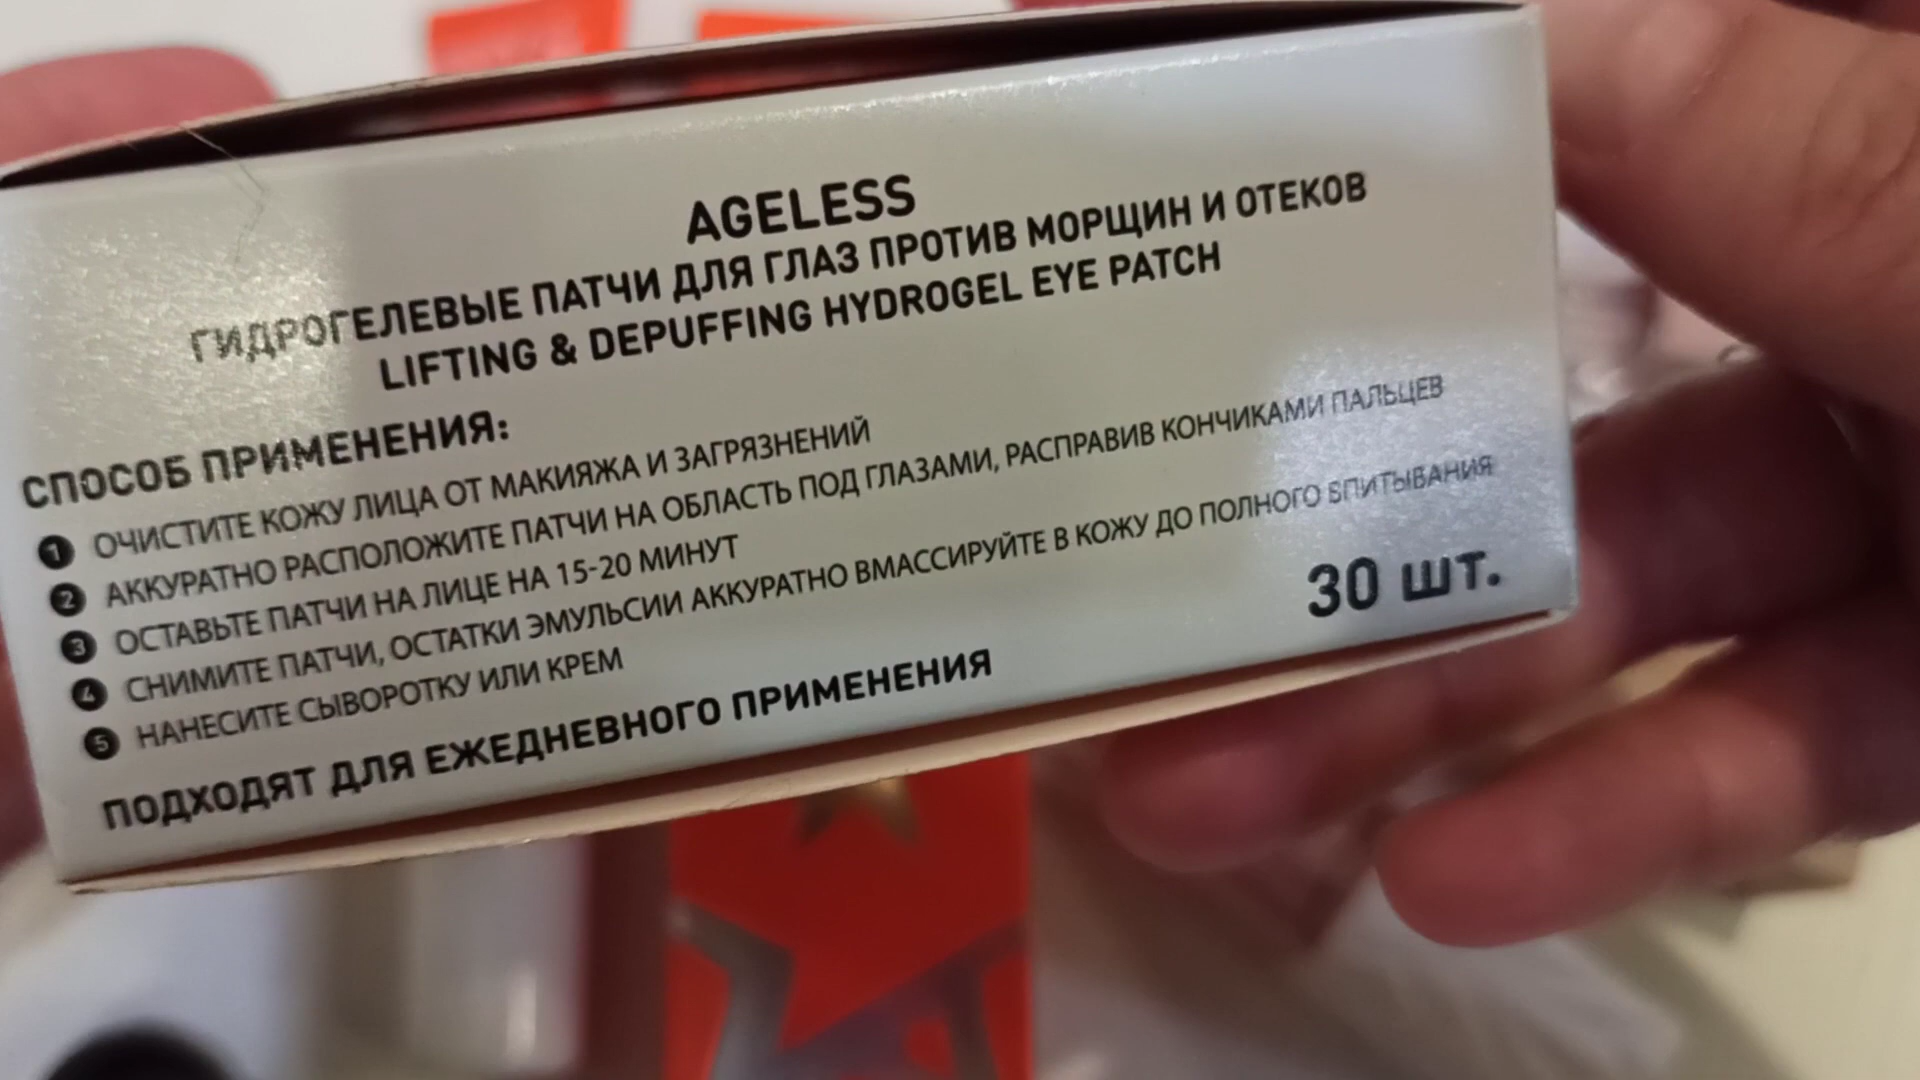 AGELESS
ГИДРОГЕЛЕВЫЕ ПАТЧИ ДЛЯ ГЛАЗ ПРОТИВ МОРЩИН И ОТЕКОВ
LIFTING & DEPUFFING HYDROGEL EYE PATCH
СПОСОБ ПРИМЕНЕНИЯ:
1 ОЧИСТИТЕ КОЖУ ЛИЦА ОТ МАКИЯЖА И ЗАГРЯЗНЕНИЙ
2 АККУРАТНО РАСПОЛОЖИТЕ ПАТЧИ НА ОБЛАСТЬ ПОД ГЛАЗАМИ, РАСПРАВИВ КОНЧИКАМИ ПАЛЬЦЕВ
3 ОСТАВЬТЕ ПАТЧИ НА ЛИЦЕ НА 15-20 МИНУТ
4 СНИМИТЕ ПАТЧИ, ОСТАТКИ ЭМУЛЬСИИ АККУРАТНО ВМАССИРУЙТЕ В КОЖУ ДО ПОЛНОГО ВПИТЫВАНИЯ
5 НАНЕСИТЕ СЫВОРОТКУ ИЛИ КРЕМ
30 ШТ.
ПОДХОДЯТ ДЛЯ ЕЖЕДНЕВНОГО ПРИМЕНЕНИЯ